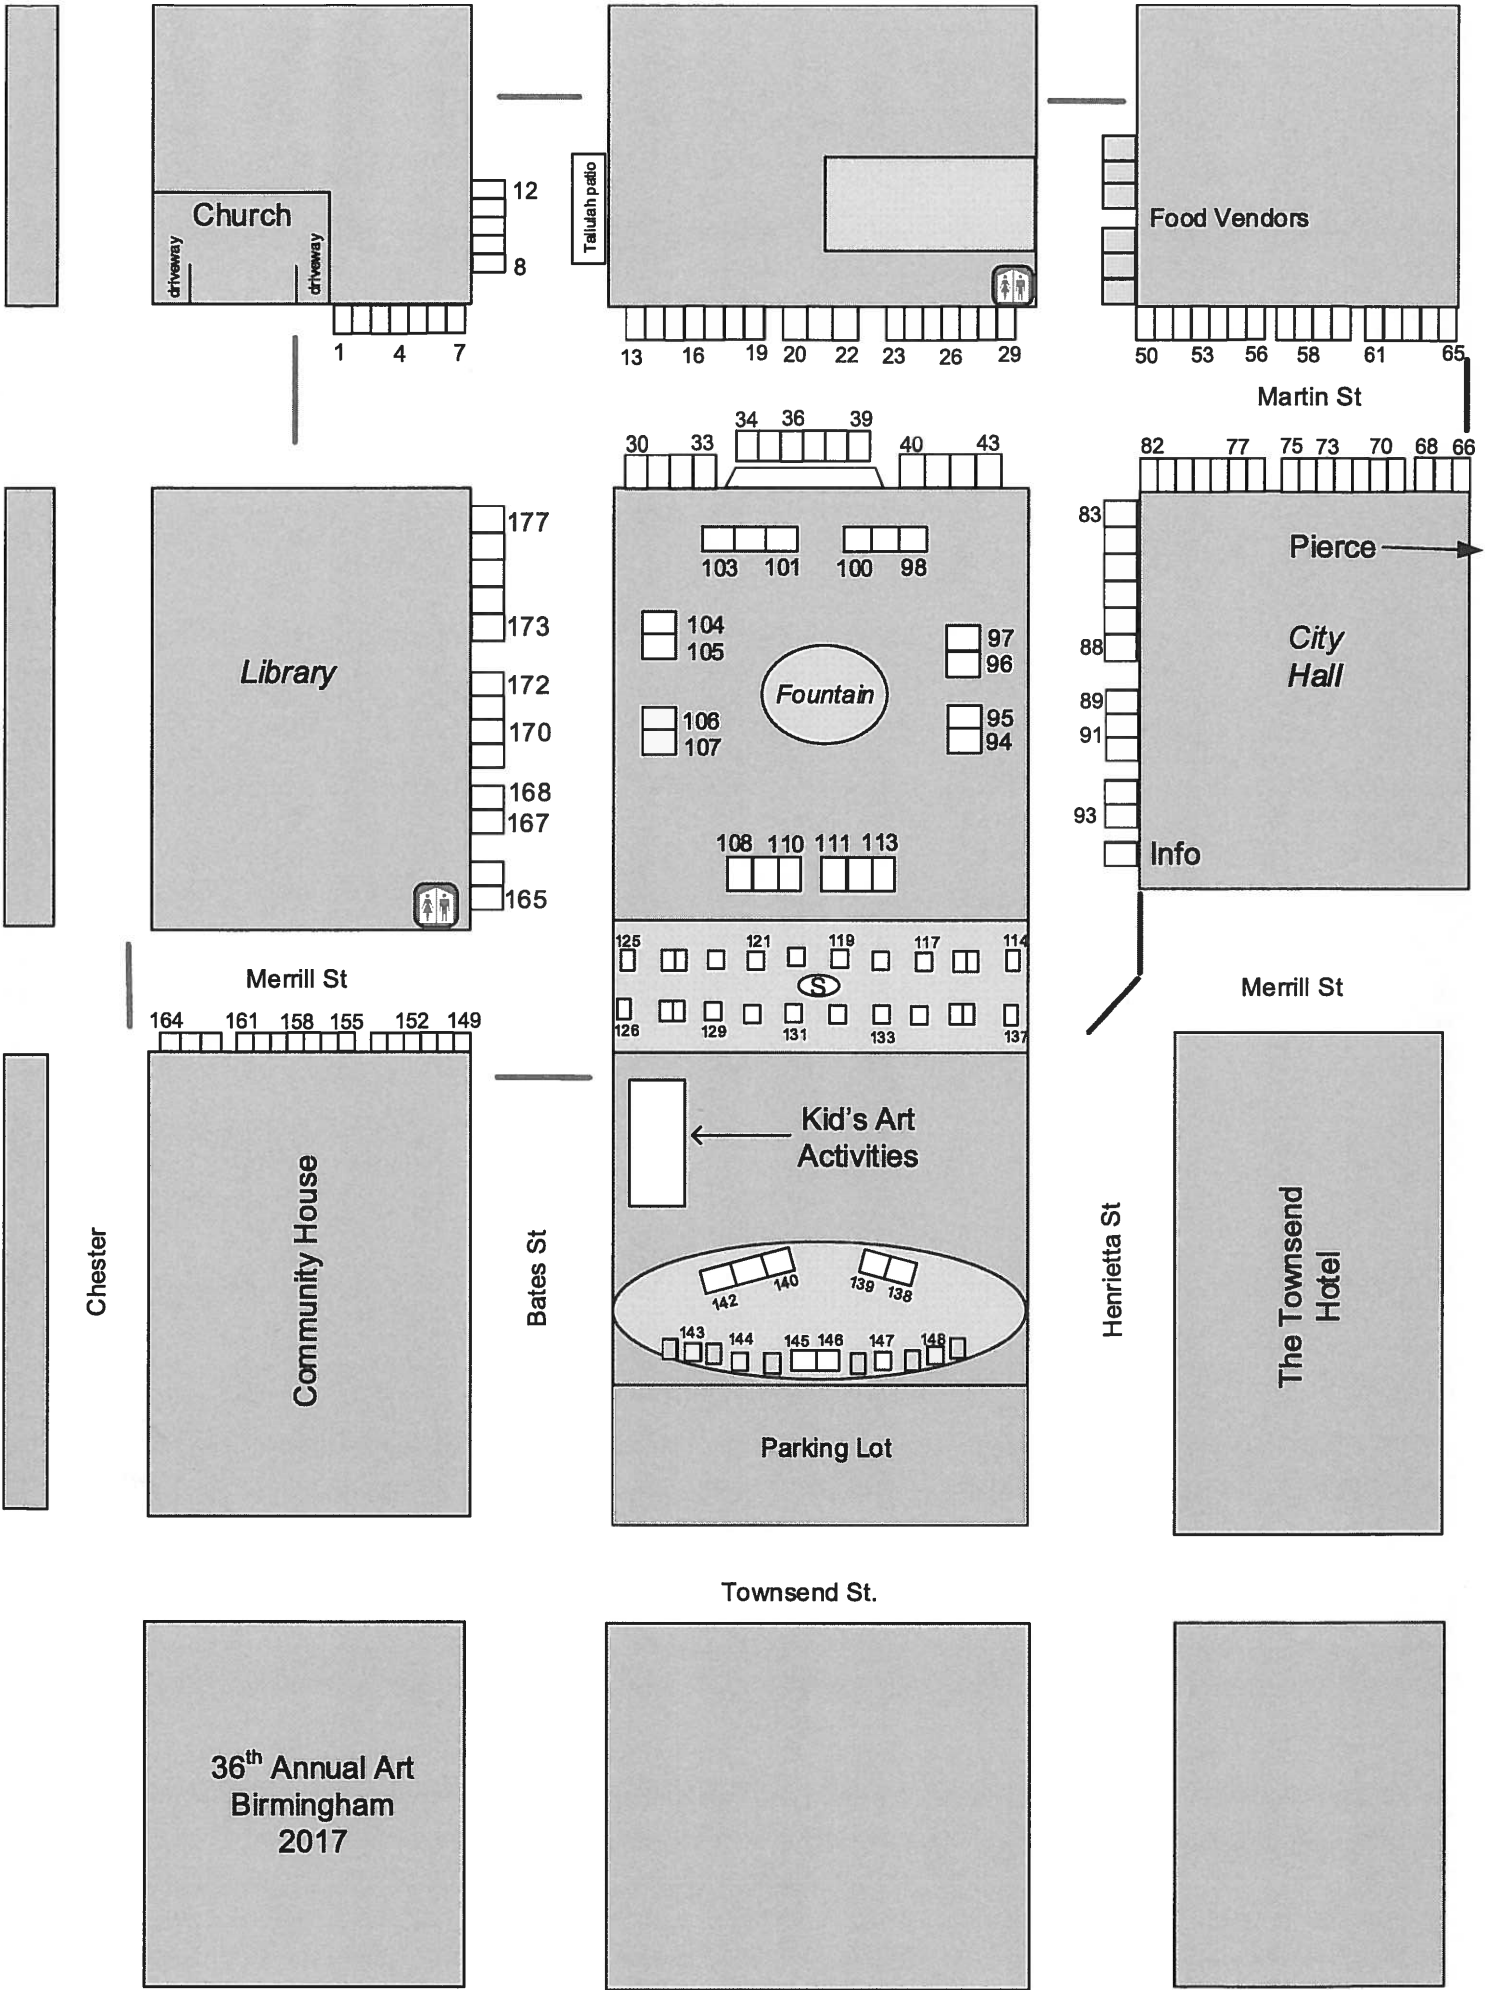 12
Church
driveway
driveway
8
Tallulah patio
Food Vendors
1 4 7
13 16 19 20 22 23 26 29
50 53 56 58 61 65
Martin St
30 33 34 36 39 40 43
82 77 75 73 70 68 66
177
173
Library
172
170
168
167
165
103 101 100 98
104
105
97
96
Fountain
106
107
95
94
108 110 111 113
83
Pierce
City
Hall
88
89
91
93
Info
125 121 119 117 114
S
126 129 131 133 137
Merrill St
Merrill St
164 161 158 155 152 149
Kid's Art
Activities
Chester
Community House
Bates St
Henrietta St
The Townsend
Hotel
142 140 139 138
143 144 145 146 147 148
Parking Lot
Townsend St.
36th Annual Art
Birmingham
2017